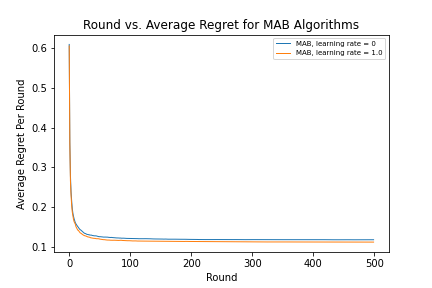 Round vs. Average Regret for MAB Algorithms
MAB, learning rate = 0
MAB, learning rate = 1.0
Average Regret Per Round
0.6
0.5
0.4
0.3
0.2
0.1
0 100 200 300 400 500
Round